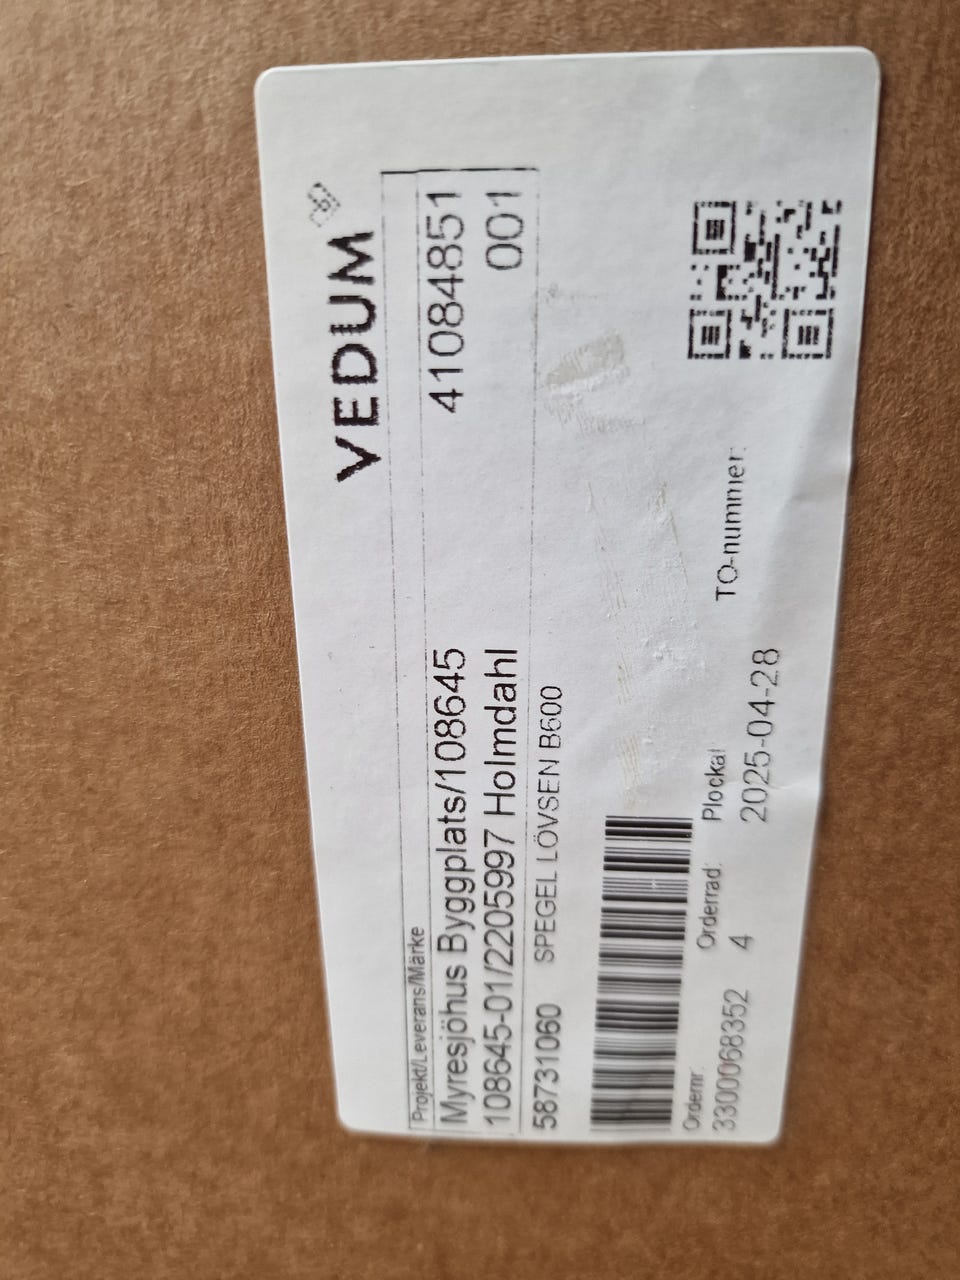 VEDUM
Projekt/Leverans/Märke
Myresjöhus Byggplats/108645 41084851
108645-01/2205997 Holmdahl 001
58731060 SPEGEL LÖVSEN B600
Ordernr: Orderrad: Plockat TO-nummer:
3300068352 4 2025-04-28